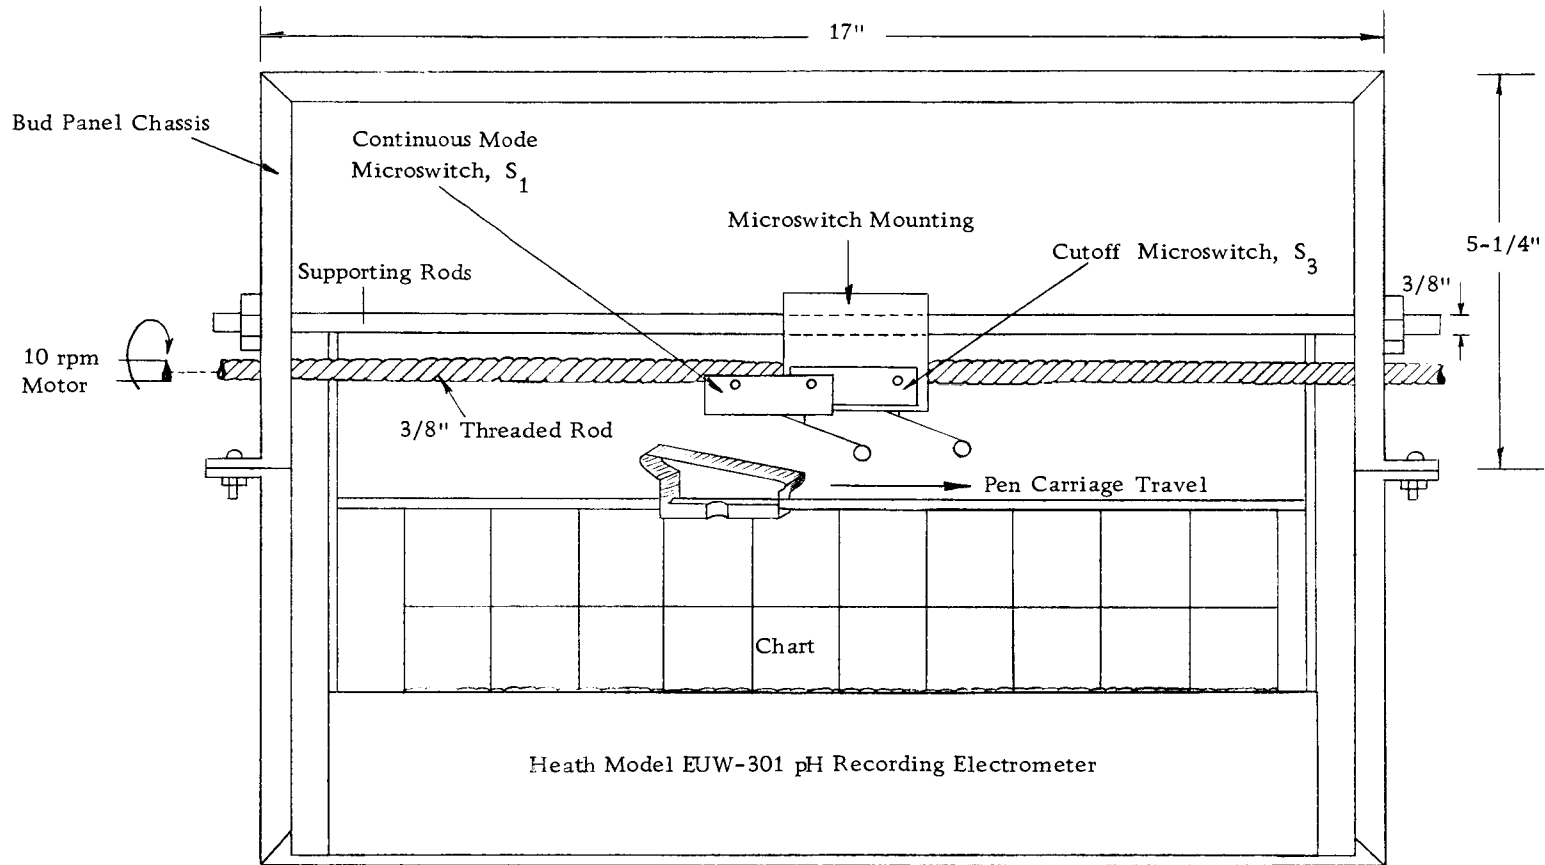 17"
Bud Panel Chassis
Continuous Mode
Microswitch, S1
Microswitch Mounting
Cutoff Microswitch, S3
5-1/4"
Supporting Rods
3/8"
10 rpm
Motor
3/8" Threaded Rod
Pen Carriage Travel
Chart
Heath Model EUW-301 pH Recording Electrometer